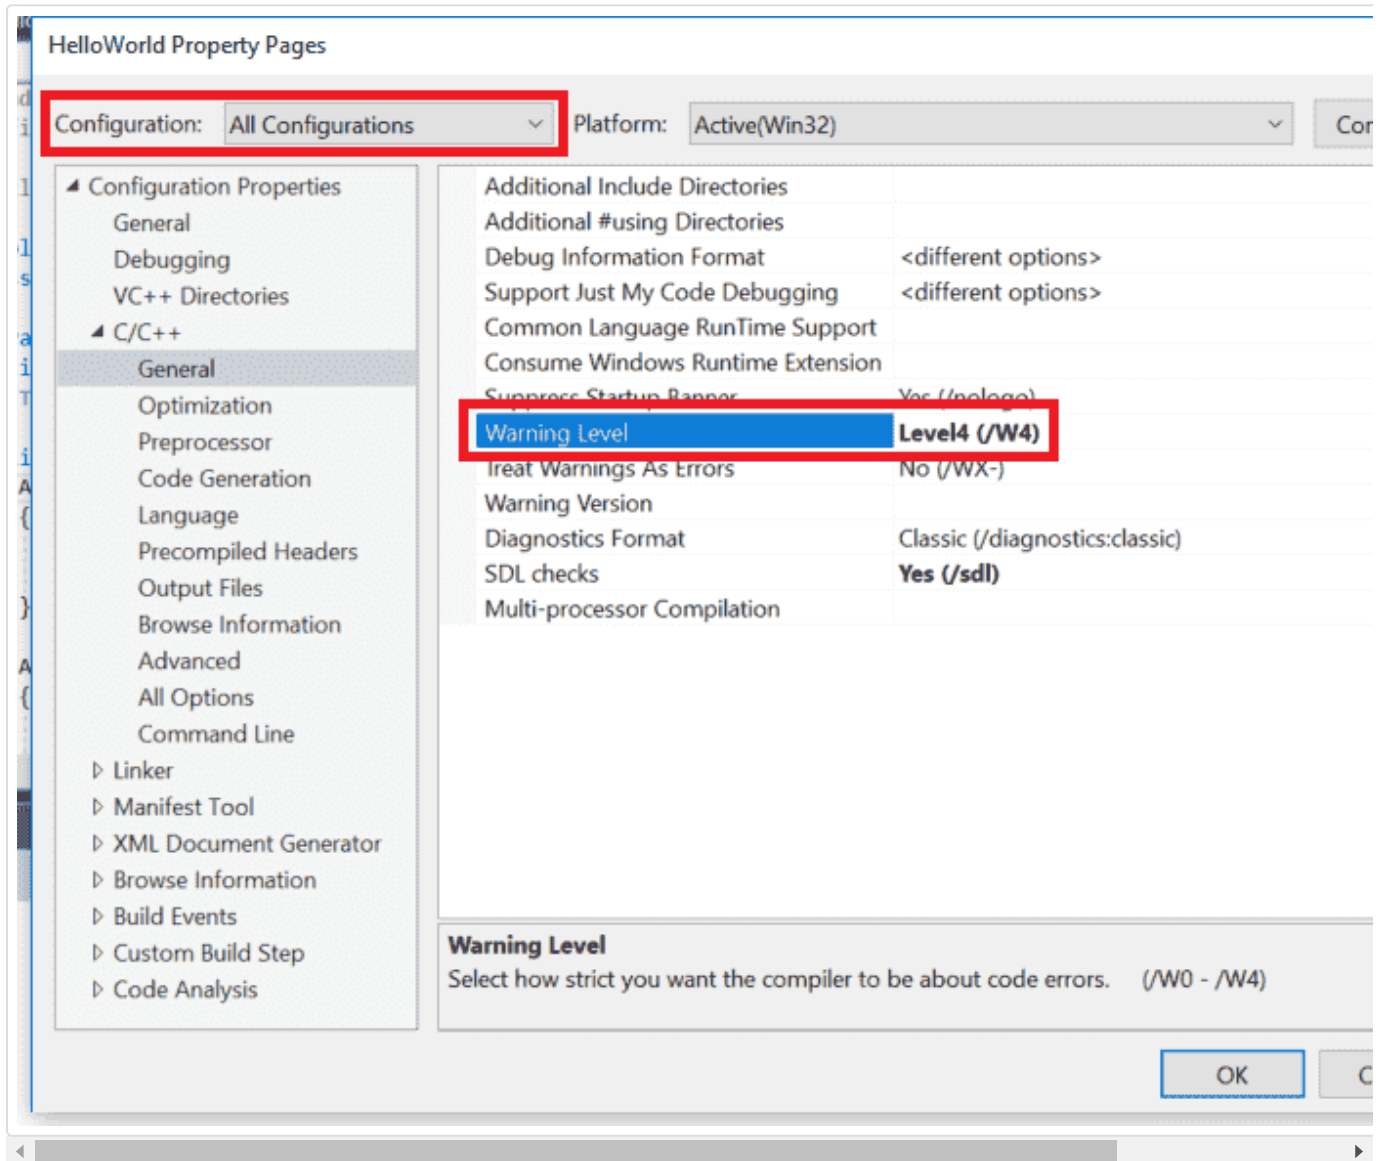 HelloWorld Property Pages
Configuration: All Configurations Platform: Active(Win32)
Configuration Properties
General
Debugging
VC++ Directories
C/C++
General
Optimization
Preprocessor
Code Generation
Language
Precompiled Headers
Output Files
Browse Information
Advanced
All Options
Command Line
Linker
Manifest Tool
XML Document Generator
Browse Information
Build Events
Custom Build Step
Code Analysis
Additional Include Directories
Additional #using Directories
Debug Information Format <different options>
Support Just My Code Debugging <different options>
Common Language RunTime Support
Consume Windows Runtime Extension
Suppress Startup Banner Yes (/nologo)
Warning Level Level4 (/W4)
Treat Warnings As Errors No (/WX-)
Warning Version
Diagnostics Format Classic (/diagnostics:classic)
SDL checks Yes (/sdl)
Multi-processor Compilation
Warning Level
Select how strict you want the compiler to be about code errors. (/W0 - /W4)
OK